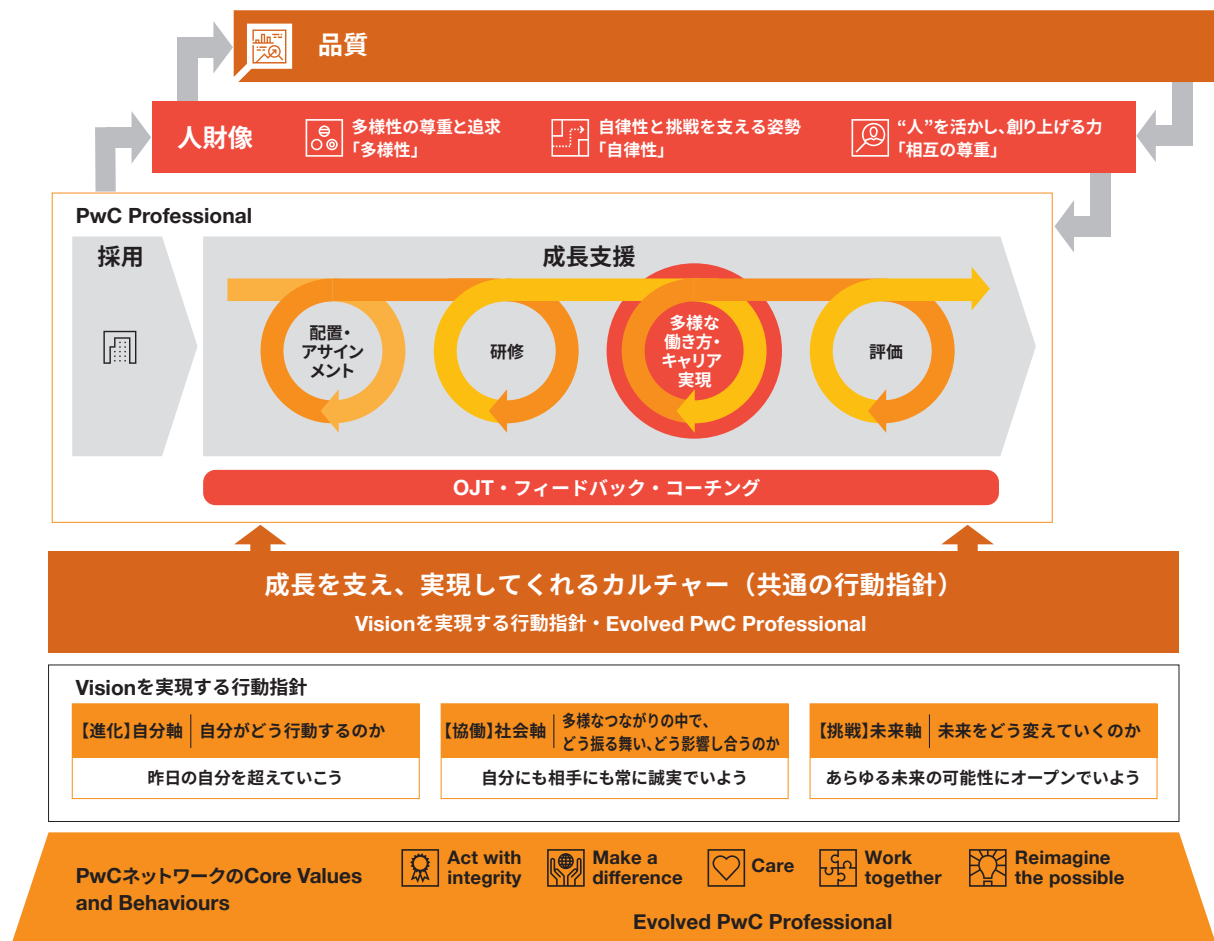 品質
人財像
多様性の尊重と追求
「多様性」
自律性と挑戦を支える姿勢
「自律性」
“人”を活かし、創り上げる力
「相互の尊重」
PwC Professional
採用
成長支援
配置・
アサイン
メント
研修
多様な
働き方・
キャリア
実現
評価
OJT・フィードバック・コーチング
成長を支え、実現してくれるカルチャー（共通の行動指針）
Visionを実現する行動指針・Evolved PwC Professional
Visionを実現する行動指針
【進化】自分軸｜自分がどう行動するのか
昨日の自分を超えていこう
【協働】社会軸｜多様なつながりの中で、
どう振る舞い、どう影響し合うのか
自分にも相手にも常に誠実でいよう
【挑戦】未来軸｜未来をどう変えていくのか
あらゆる未来の可能性にオープンでいよう
PwCネットワークのCore Values
and Behaviours
Act with
integrity
Make a
difference
Care
Work
together
Reimagine
the possible
Evolved PwC Professional